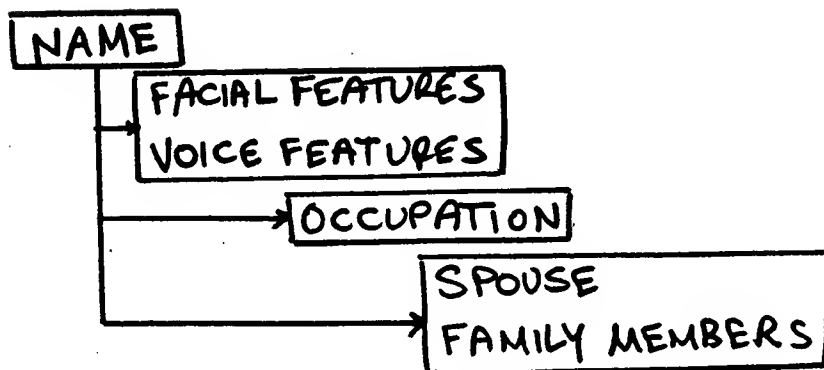 NAME
FACIAL FEATURES
VOICE FEATURES
OCCUPATION
SPOUSE
FAMILY MEMBERS